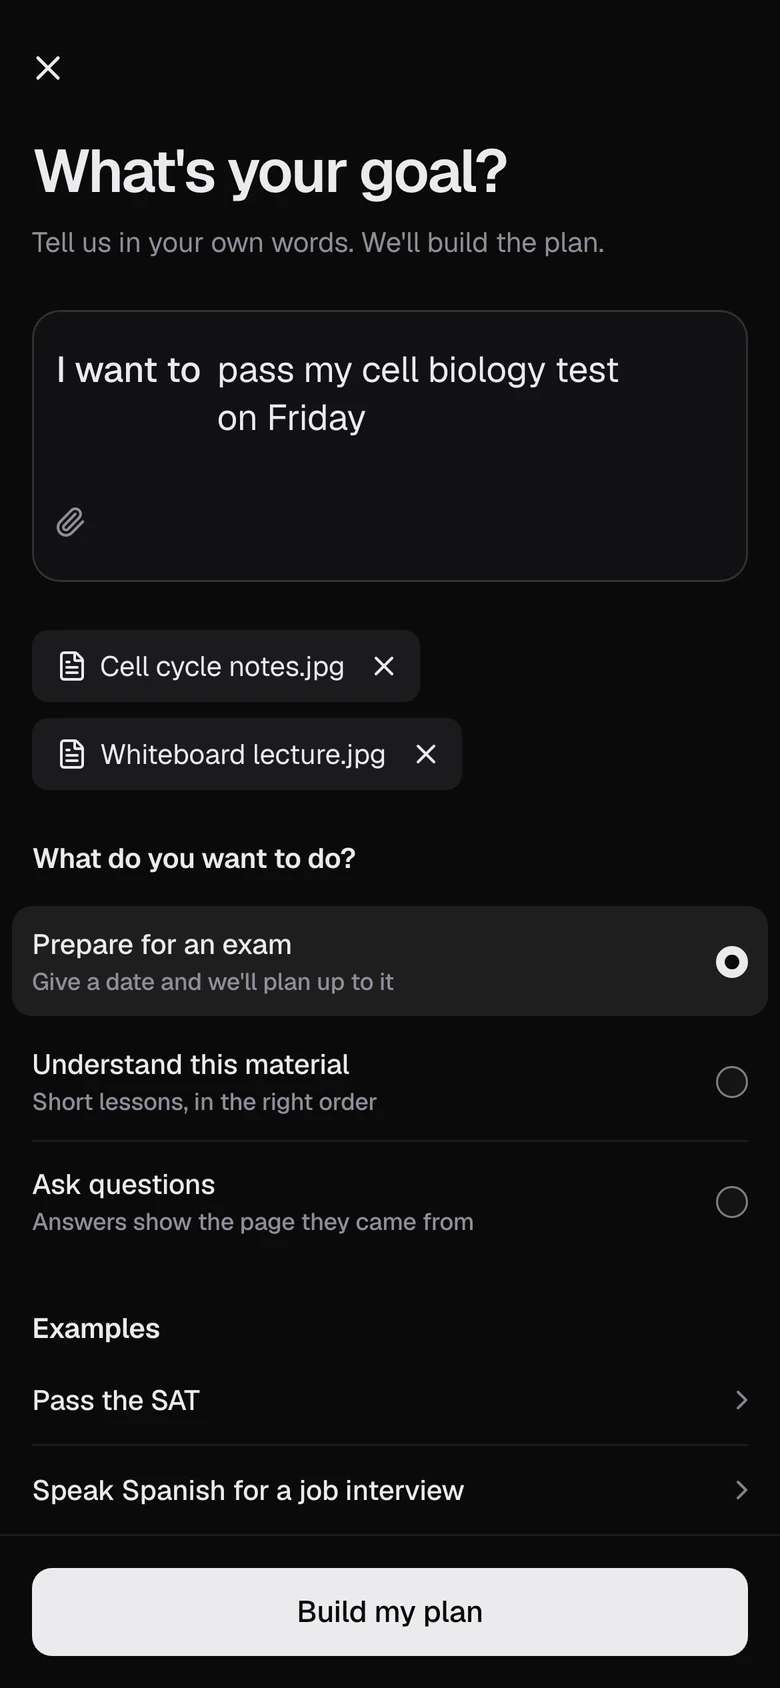 What's your goal?
Tell us in your own words. We'll build the plan.
I want to pass my cell biology test
on Friday
Cell cycle notes.jpg
Whiteboard lecture.jpg
What do you want to do?
Prepare for an exam
Give a date and we'll plan up to it
Understand this material
Short lessons, in the right order
Ask questions
Answers show the page they came from
Examples
Pass the SAT
Speak Spanish for a job interview
Build my plan